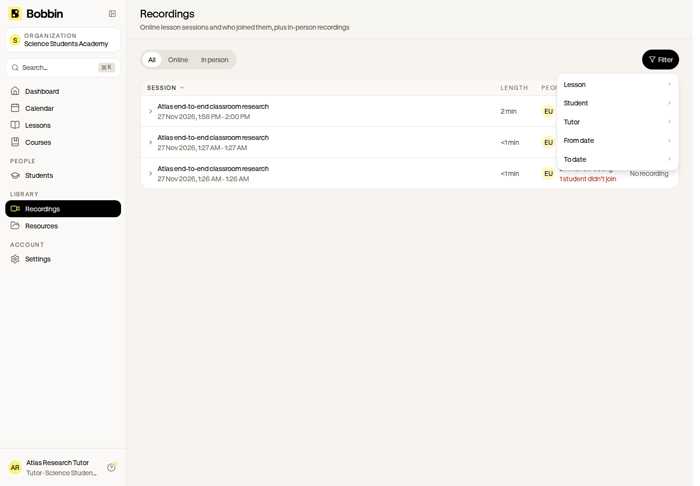 Bobbin
S
ORGANIZATION
Science Students Academy
Search...
⌘ K
Dashboard
Calendar
Lessons
Courses
PEOPLE
Students
LIBRARY
Recordings
Resources
ACCOUNT
Settings
AR
Atlas Research Tutor
Tutor · Science Studen...
Recordings
Online lesson sessions and who joined them, plus in-person recordings
All
Online
In person
Filter
SESSION
LENGTH
Atlas end-to-end classroom research
27 Nov 2026, 1:58 PM - 2:00 PM
2 min
EU
Atlas end-to-end classroom research
27 Nov 2026, 1:27 AM - 1:27 AM
<1 min
EU
Atlas end-to-end classroom research
27 Nov 2026, 1:26 AM - 1:26 AM
<1 min
EU
1 student didn't join
No recording
Lesson
Student
Tutor
From date
To date